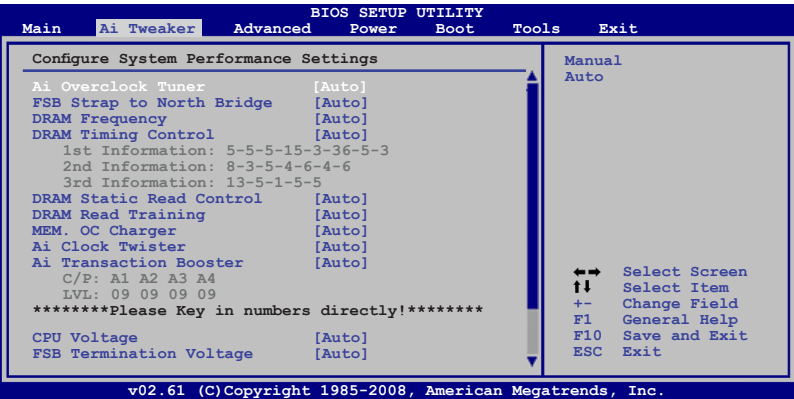 BIOS SETUP UTILITY
Main Ai Tweaker Advanced Power Boot Tools Exit
Configure System Performance Settings
Ai Overclock Tuner [Auto]
FSB Strap to North Bridge [Auto]
DRAM Frequency [Auto]
DRAM Timing Control [Auto]
1st Information: 5-5-5-15-3-36-5-3
2nd Information: 8-3-5-4-6-4-6
3rd Information: 13-5-1-5-5
DRAM Static Read Control [Auto]
DRAM Read Training [Auto]
MEM. OC Charger [Auto]
Ai Clock Twister [Auto]
Ai Transaction Booster [Auto]
C/P: A1 A2 A3 A4
LVL: 09 09 09 09
********Please Key in numbers directly!********
CPU Voltage [Auto]
FSB Termination Voltage [Auto]
Manual
Auto
←→ Select Screen
↑↓ Select Item
+- Change Field
F1 General Help
F10 Save and Exit
ESC Exit
v02.61 (C)Copyright 1985-2008, American Megatrends, Inc.